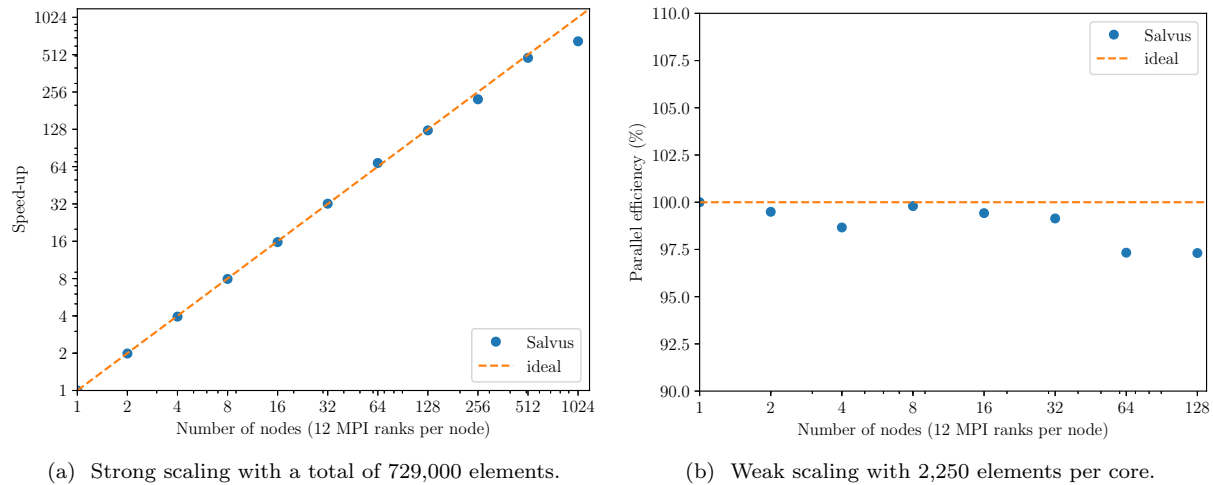 1024
512
256
128
64
32
16
8
4
2
1
Speed-up
Salvus
ideal
1 2 4 8 16 32 64 128 256 512 1024
Number of nodes (12 MPI ranks per node)
(a) Strong scaling with a total of 729,000 elements.
110.0
107.5
105.0
102.5
100.0
97.5
95.0
92.5
90.0
Parallel efficiency (%)
Salvus
ideal
1 2 4 8 16 32 64 128
Number of nodes (12 MPI ranks per node)
(b) Weak scaling with 2,250 elements per core.